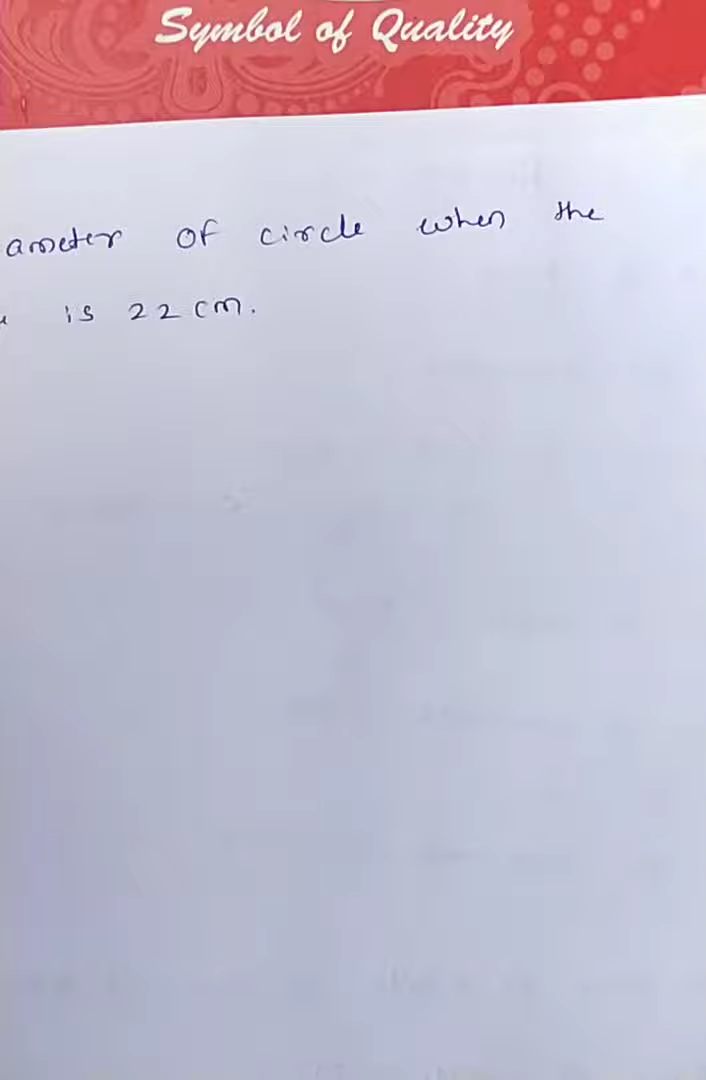 Symbol of Quality
ameter of circle when the
is 22 cm.